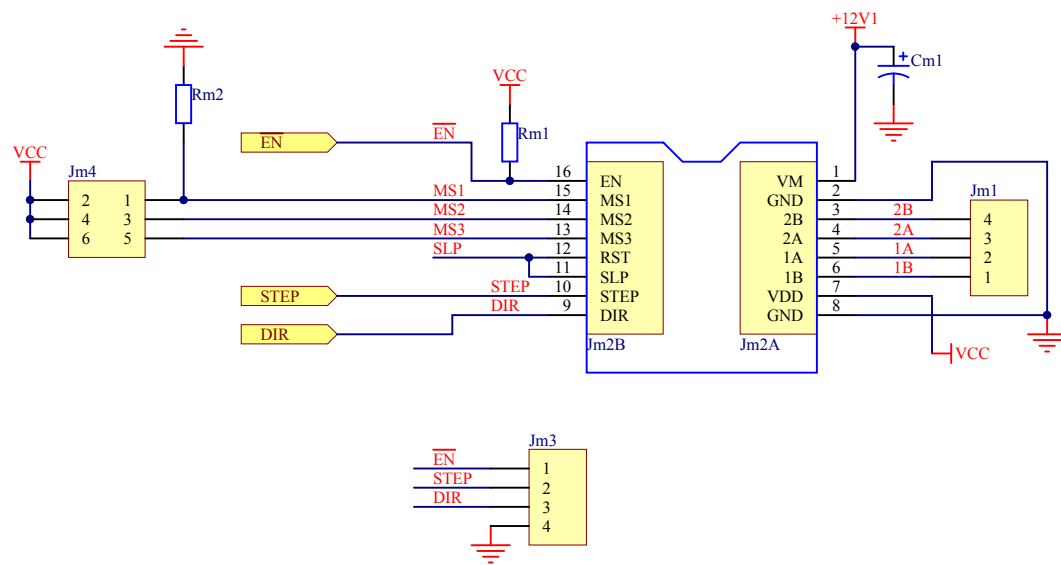 +12V1
Cm1
VCC
Rm2
EN
EN
Rm1
VCC
Jm4
2 1
4 3
6 5
MS1
MS2
MS3
SLP
STEP
STEP
DIR
DIR
16 EN
15 MS1
14 MS2
13 MS3
12 RST
11 SLP
10 STEP
9 DIR
Jm2B
VM 1
GND 2
2B 3
2A 4
1A 5
1B 6
VDD 7
GND 8
Jm2A
Jm1
2B 4
2A 3
1A 2
1B 1
VCC
Jm3
EN 1
STEP 2
DIR 3
4